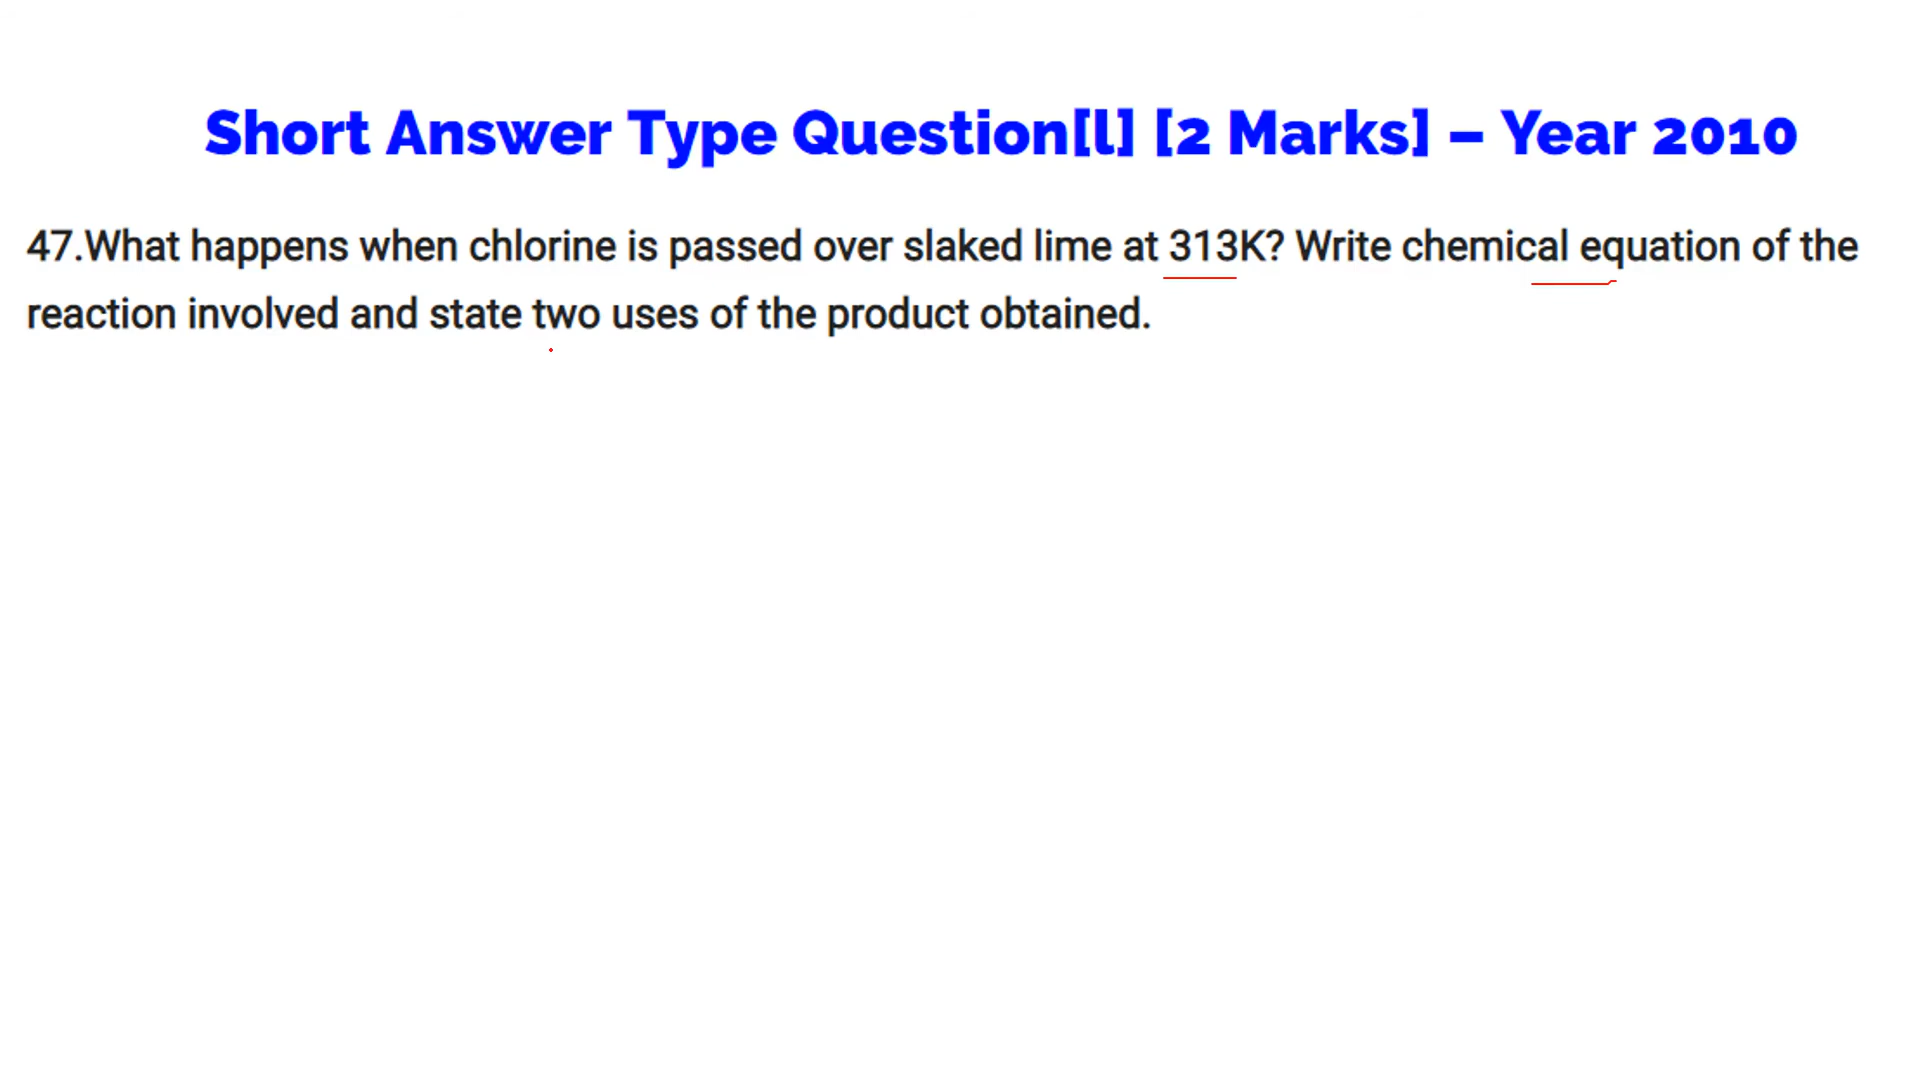 Short Answer Type Question[l] [2 Marks] – Year 2010
47.What happens when chlorine is passed over slaked lime at 313K? Write chemical equation of the
reaction involved and state two uses of the product obtained.